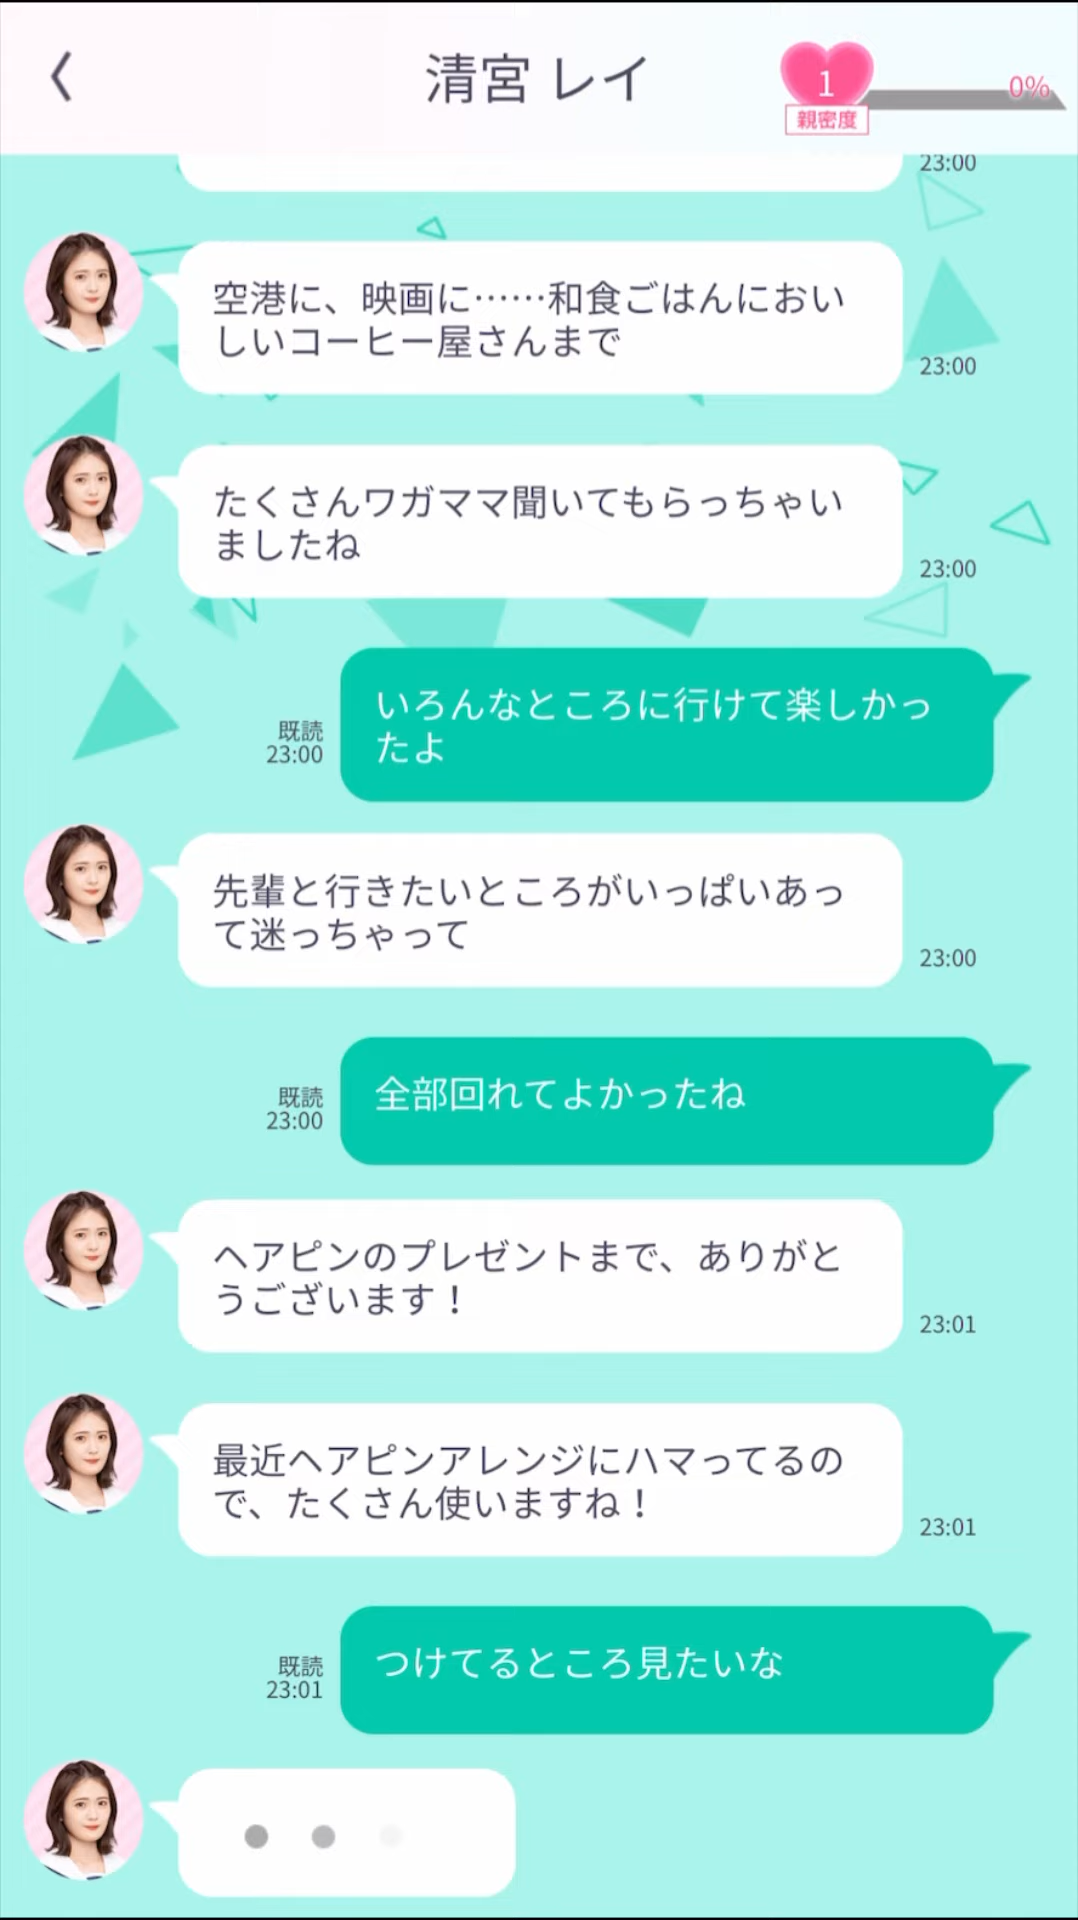 清宮 レイ
1
親密度
0%
23:00
空港に、映画に……和食ごはんにおい
しいコーヒー屋さんまで
23:00
たくさんワガママ聞いてもらっちゃい
ましたね
23:00
いろんなところに行けて楽しかっ
たよ
既読
23:00
先輩と行きたいところがいっぱいあっ
て迷っちゃって
23:00
全部回れてよかったね
既読
23:00
ヘアピンのプレゼントまで、ありがと
うございます！
23:01
最近ヘアピンアレンジにハマってるの
で、たくさん使いますね！
23:01
つけてるところ見たいな
既読
23:01